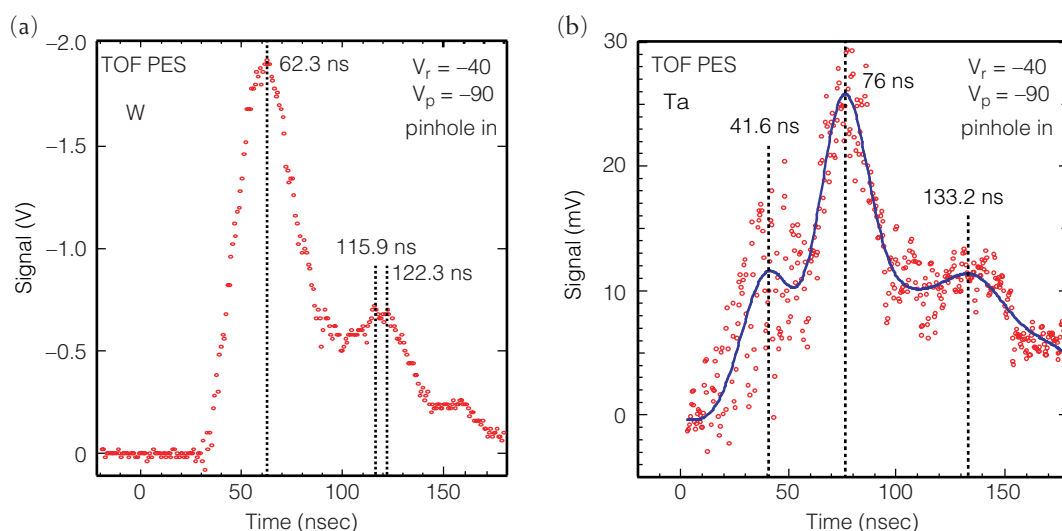 (a)
−2.0
−1.5
−1.0
−0.5
0
Signal (V)
TOF PES
W
62.3 ns
V_r = −40
V_p = −90
pinhole in
115.9 ns
122.3 ns
0 50 100 150
Time (nsec)
(b)
30
20
10
0
Signal (mV)
TOF PES
Ta
41.6 ns
76 ns
V_r = −40
V_p = −90
pinhole in
133.2 ns
0 50 100 150
Time (nsec)